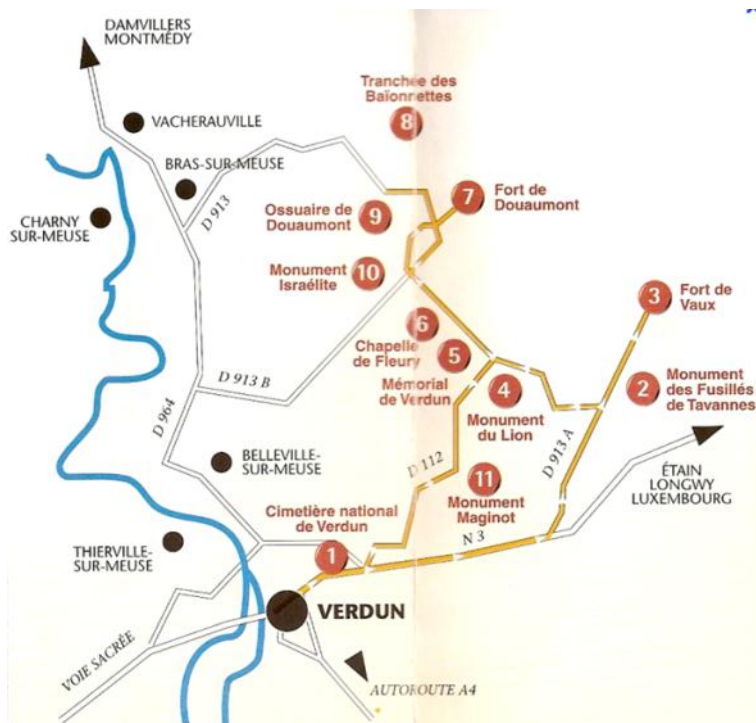 DAMVILLERS
MONTMÉDY
Tranchée des
Baïonnettes
8
VACHERAUVILLE
BRAS-SUR-MEUSE
7
Fort de
Douaumont
CHARNY
SUR-MEUSE
D 913
Ossuaire de
Douaumont
9
Monument
Israélite
10
3
Fort de
Vaux
6
Chapelle
de Fleury
5
Mémorial
de Verdun
4
Monument
du Lion
2
Monument
des Fusillés
de Tavannes
D 913 B
D 964
BELLEVILLE-
SUR-MEUSE
D 112
11
Monument
Maginot
D 913 A
ÉTAIN
LONGWY
LUXEMBOURG
Cimetière national
de Verdun
1
N 3
THIERVILLE-
SUR-MEUSE
VERDUN
VOIE SACRÉE
AUTOROUTE A4